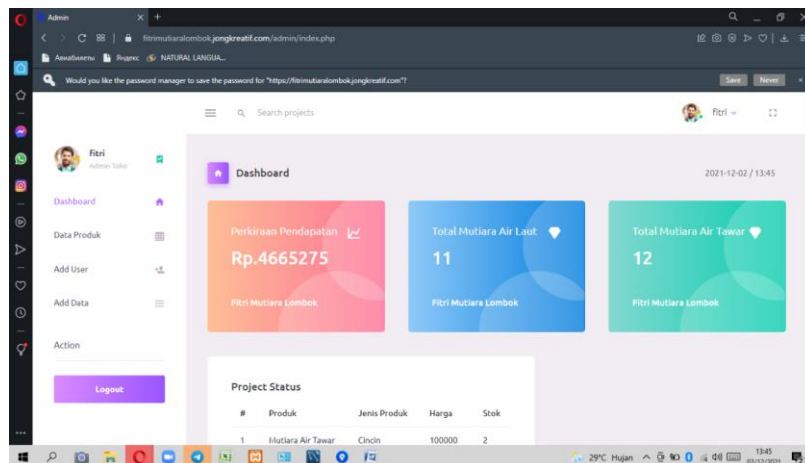 Admin
fitrimutiaralombok.jongkreatif.com/admin/index.php
Авиабилеты Яндекс NATURAL LANGUA...
Would you like the password manager to save the password for "https://fitrimutiaralombok.jongkreatif.com"?
Save Never
Search projects
fitri
fitri
Admin Toko
Dashboard
2021-12-02 / 13:45
Dashboard
Data Produk
Add User
Add Data
Action
Logout
Perkiraan Pendapatan
Rp.4665275
Fitri Mutiara Lombok
Total Mutiara Air Laut
11
Fitri Mutiara Lombok
Total Mutiara Air Tawar
12
Fitri Mutiara Lombok
Project Status
# Produk Jenis Produk Harga Stok
1 Mutiara Air Tawar Cincin 100000 2
29°C Hujan
13:45
02/12/2021